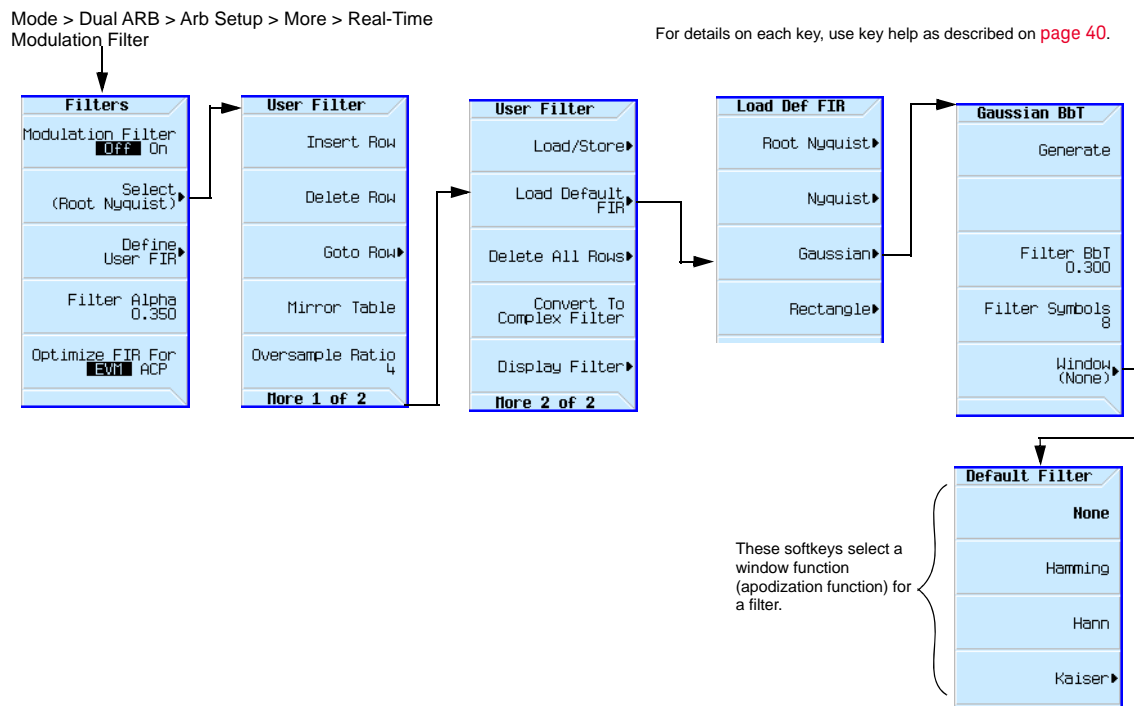 Mode > Dual ARB > Arb Setup > More > Real-Time
Modulation Filter
For details on each key, use key help as described on page 40.
Filters
Modulation Filter
Off On
Select
(Root Nyquist)
Define
User FIR
Filter Alpha
0.350
Optimize FIR For
EVM ACP
User Filter
Insert Row
Delete Row
Goto Row
Mirror Table
Oversample Ratio
4
More 1 of 2
User Filter
Load/Store
Load Default
FIR
Delete All Rows
Convert To
Complex Filter
Display Filter
More 2 of 2
Load Def FIR
Root Nyquist
Nyquist
Gaussian
Rectangle
Gaussian BbT
Generate
Filter BbT
0.300
Filter Symbols
8
Window
(None)
These softkeys select a
window function
(apodization function) for
a filter.
Default Filter
None
Hamming
Hann
Kaiser